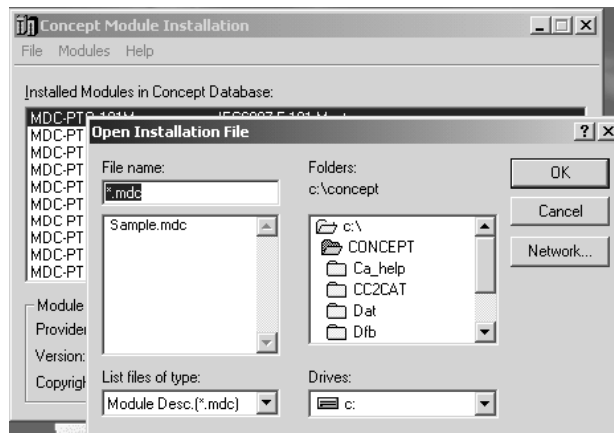 Concept Module Installation
File Modules Help
Installed Modules in Concept Database:
MDC-PT
MDC-PT
MDC-PT
MDC-PT
MDC-PT
MDC-PT
MDC PT
MDC-PT
MDC-PT
MDC-PT
Module
Provider
Version:
Copyrigh
Open Installation File
File name:
*.mdc
Sample.mdc
List files of type:
Module Desc.(*.mdc)
Folders:
c:\concept
c:\
CONCEPT
Ca_help
CC2CAT
Dat
Dfb
Drives:
c:
OK
Cancel
Network...